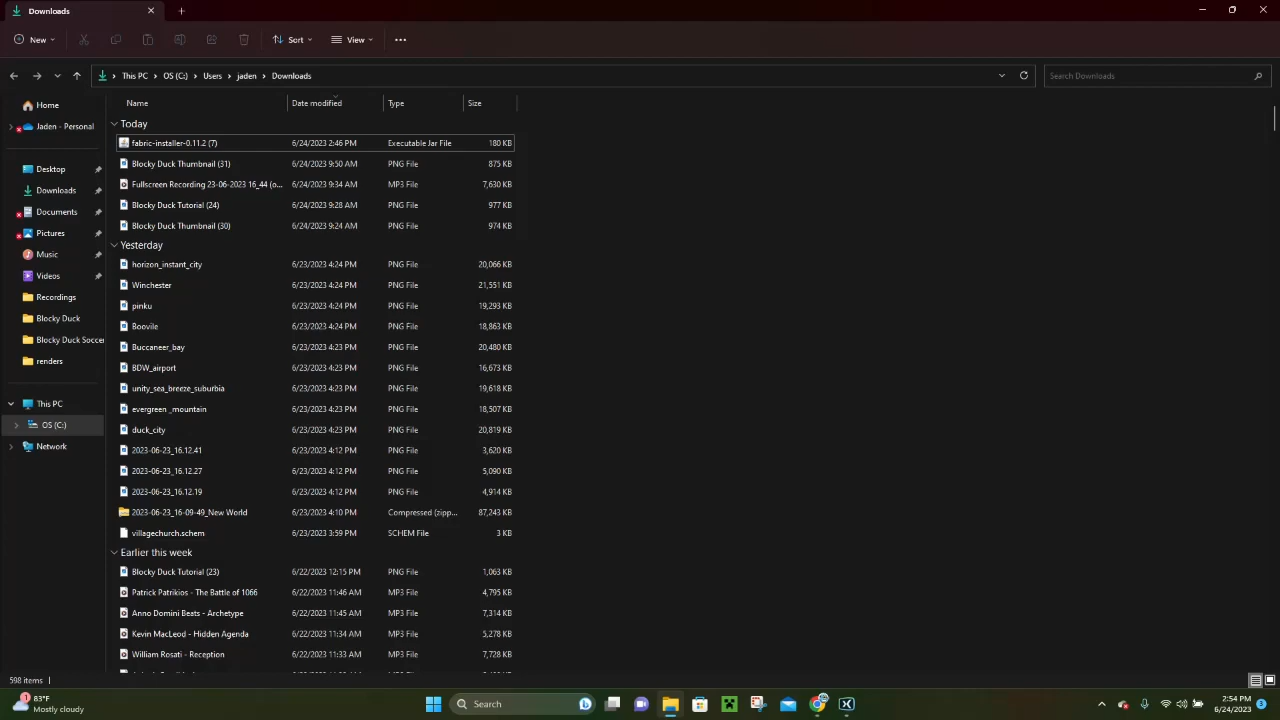 Downloads
New Sort View
This PC OS (C:) Users jaden Downloads Search Downloads
Name Date modified Type Size
Home
Jaden - Personal
Desktop
Downloads
Documents
Pictures
Music
Videos
Recordings
Blocky Duck
Blocky Duck Soccer
renders
This PC
OS (C:)
Network
Today
fabric-installer-0.11.2 (7) 6/24/2023 2:46 PM Executable Jar File 180 KB
Blocky Duck Thumbnail (31) 6/24/2023 9:50 AM PNG File 875 KB
Fullscreen Recording 23-06-2023 16_44 (o... 6/24/2023 9:34 AM MP3 File 7,630 KB
Blocky Duck Tutorial (24) 6/24/2023 9:28 AM PNG File 977 KB
Blocky Duck Thumbnail (30) 6/24/2023 9:24 AM PNG File 974 KB
Yesterday
horizon_instant_city 6/23/2023 4:24 PM PNG File 20,066 KB
Winchester 6/23/2023 4:24 PM PNG File 21,551 KB
pinku 6/23/2023 4:24 PM PNG File 19,293 KB
Boovile 6/23/2023 4:24 PM PNG File 18,863 KB
Buccaneer_bay 6/23/2023 4:23 PM PNG File 20,480 KB
BDW_airport 6/23/2023 4:23 PM PNG File 16,673 KB
unity_sea_breeze_suburbia 6/23/2023 4:23 PM PNG File 19,618 KB
evergreen _mountain 6/23/2023 4:23 PM PNG File 18,507 KB
duck_city 6/23/2023 4:23 PM PNG File 20,819 KB
2023-06-23_16.12.41 6/23/2023 4:12 PM PNG File 3,620 KB
2023-06-23_16.12.27 6/23/2023 4:12 PM PNG File 5,090 KB
2023-06-23_16.12.19 6/23/2023 4:12 PM PNG File 4,914 KB
2023-06-23_16-09-49_New World 6/23/2023 4:10 PM Compressed (zipp... 87,243 KB
villagechurch.schem 6/23/2023 3:59 PM SCHEM File 3 KB
Earlier this week
Blocky Duck Tutorial (23) 6/22/2023 12:15 PM PNG File 1,063 KB
Patrick Patrikios - The Battle of 1066 6/22/2023 11:46 AM MP3 File 4,795 KB
Anno Domini Beats - Archetype 6/22/2023 11:45 AM MP3 File 7,314 KB
Kevin MacLeod - Hidden Agenda 6/22/2023 11:34 AM MP3 File 5,278 KB
William Rosati - Reception 6/22/2023 11:33 AM MP3 File 7,728 KB
598 items
1 83°F
Mostly cloudy
Search
2:54 PM
6/24/2023 3